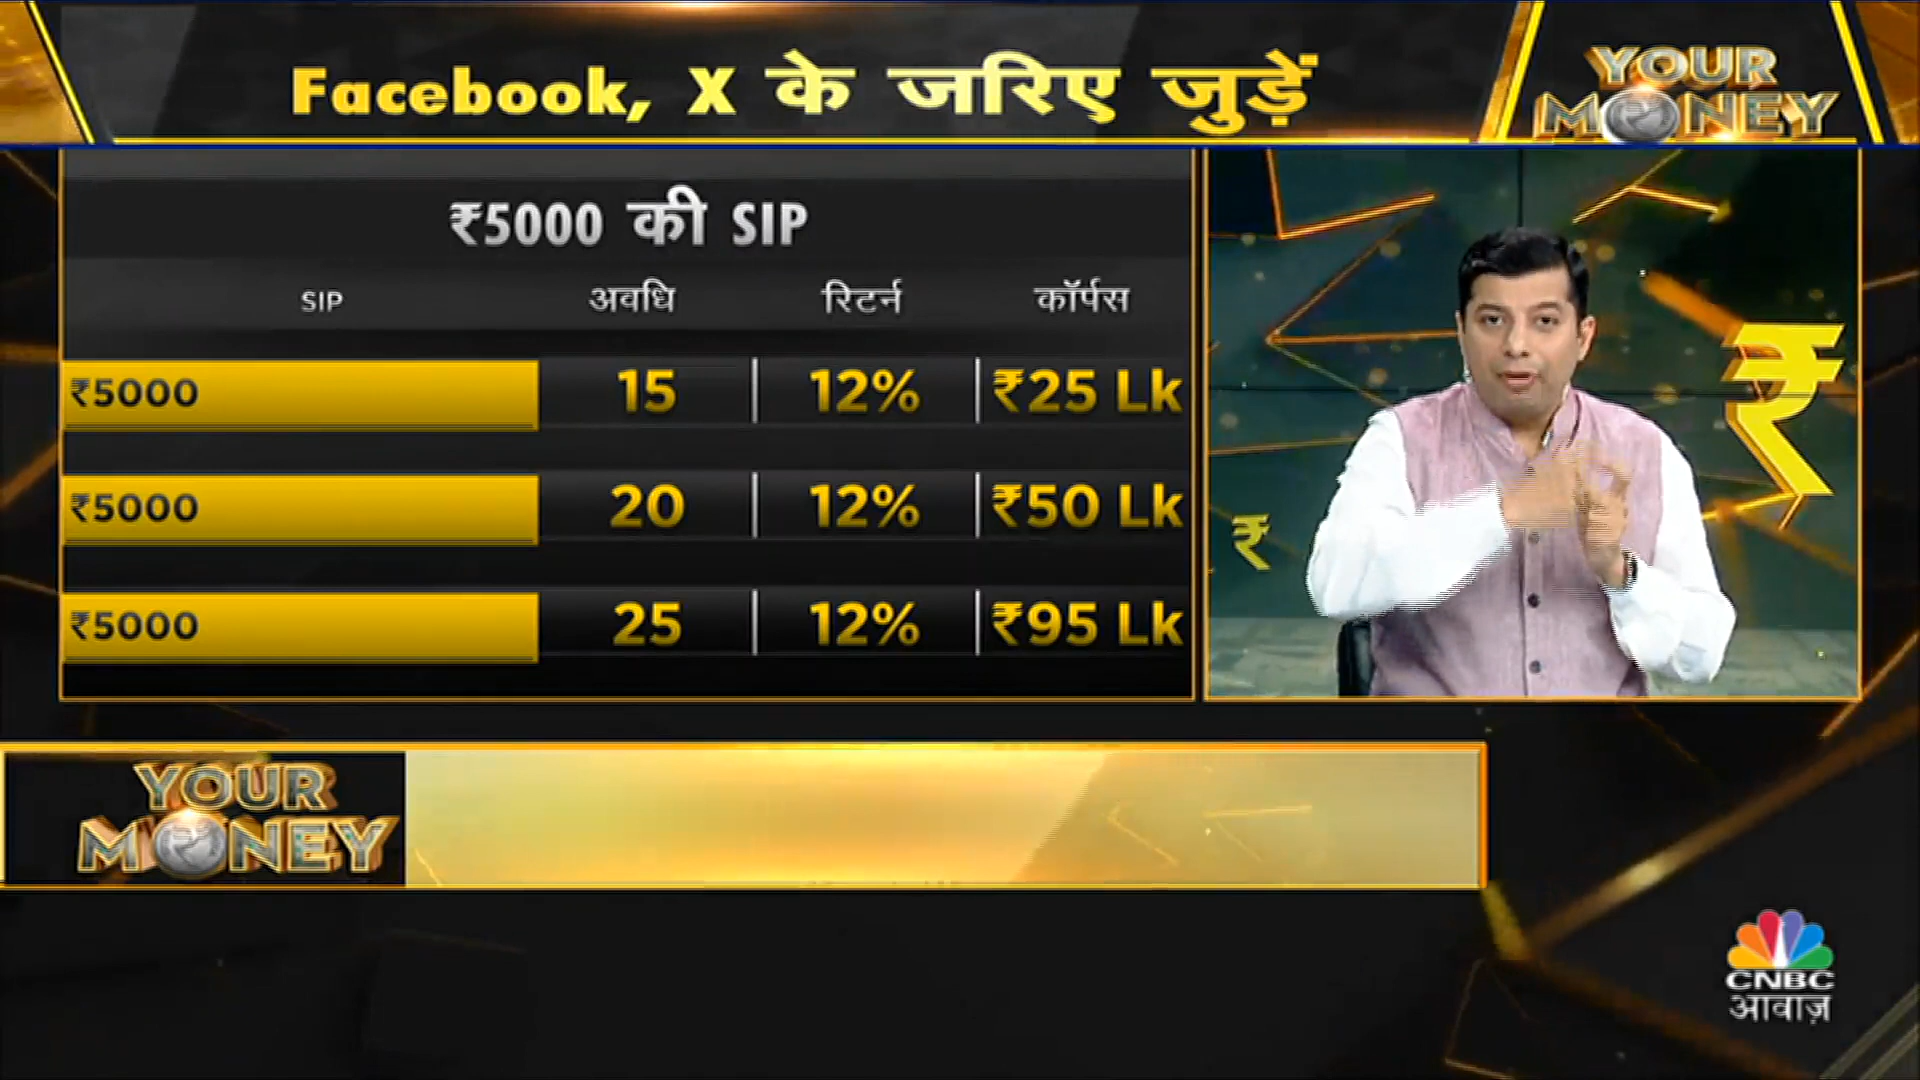 Facebook, X के जरिए जुड़ें
YOUR
MONEY
₹5000 की SIP
SIP अवधि रिटर्न कॉर्पस
₹5000 15 12% ₹25 Lk
₹5000 20 12% ₹50 Lk
₹5000 25 12% ₹95 Lk
₹
₹
YOUR
MONEY
CNBC
आवाज़